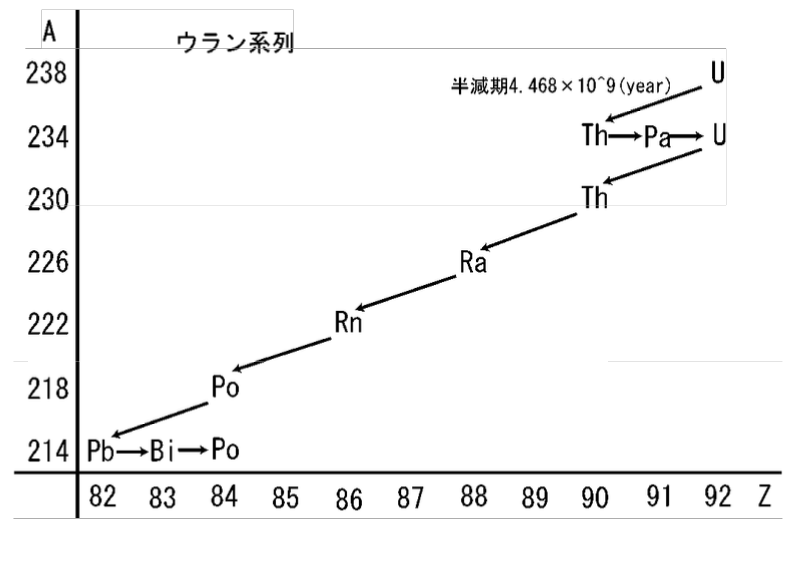 A
ウラン系列
238 U
半減期4.468×10^9(year)
234 Th Pa U
230 Th
226 Ra
222 Rn
218 Po
214 Pb Bi Po
82 83 84 85 86 87 88 89 90 91 92 Z